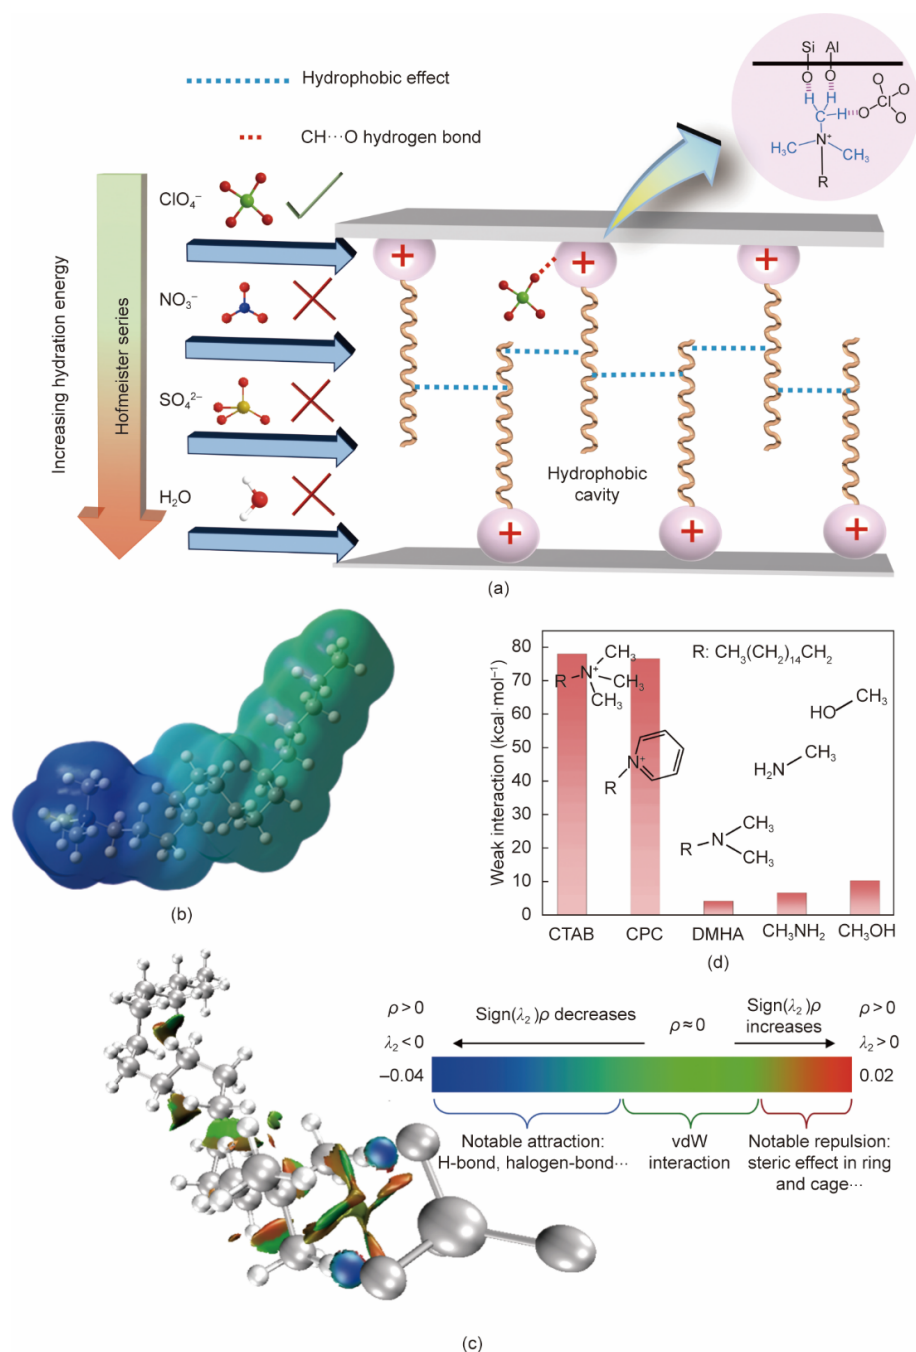 Si Al
O O
O
H H
Cl
O
O
C
H
O
H₃C
N⁺
CH₃
R
Hydrophobic effect
CH···O hydrogen bond
Increasing hydration energy
Hofmeister series
ClO₄⁻
NO₃⁻
SO₄²⁻
H₂O
+ + +
Hydrophobic
cavity
+ + +
(a)
(b)
Weak interaction (kcal·mol⁻¹)
80
70
60
50
40
30
20
10
0
R: CH₃(CH₂)₁₄CH₂
CH₃
N⁺
R
CH₃
CH₃
N⁺
R
CH₃
R N
CH₃
H₂N CH₃
HO CH₃
CTAB CPC DMHA CH₃NH₂ CH₃OH
(d)
ρ > 0
λ₂ < 0
–0.04
Sign(λ₂)ρ decreases
ρ ≈ 0
Sign(λ₂)ρ
increases
ρ > 0
λ₂ > 0
0.02
Notable attraction:
H-bond, halogen-bond···
vdW
interaction
Notable repulsion:
steric effect in ring
and cage···
(c)